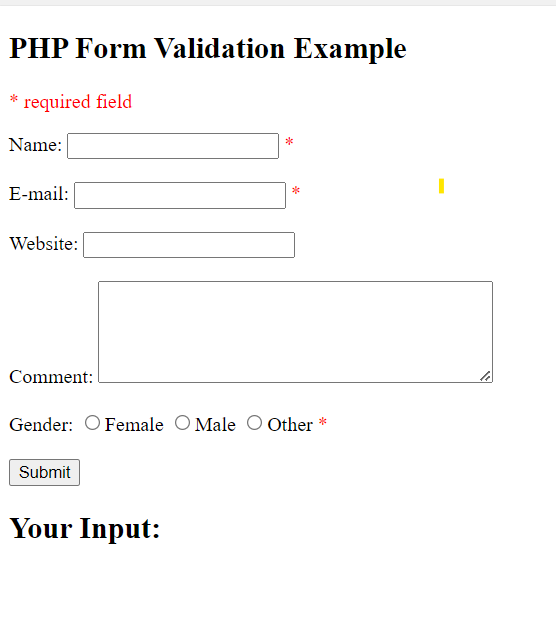 PHP Form Validation Example
* required field
Name: *
E-mail: *
Website:
Comment:
Gender: Female Male Other *
Submit
Your Input: